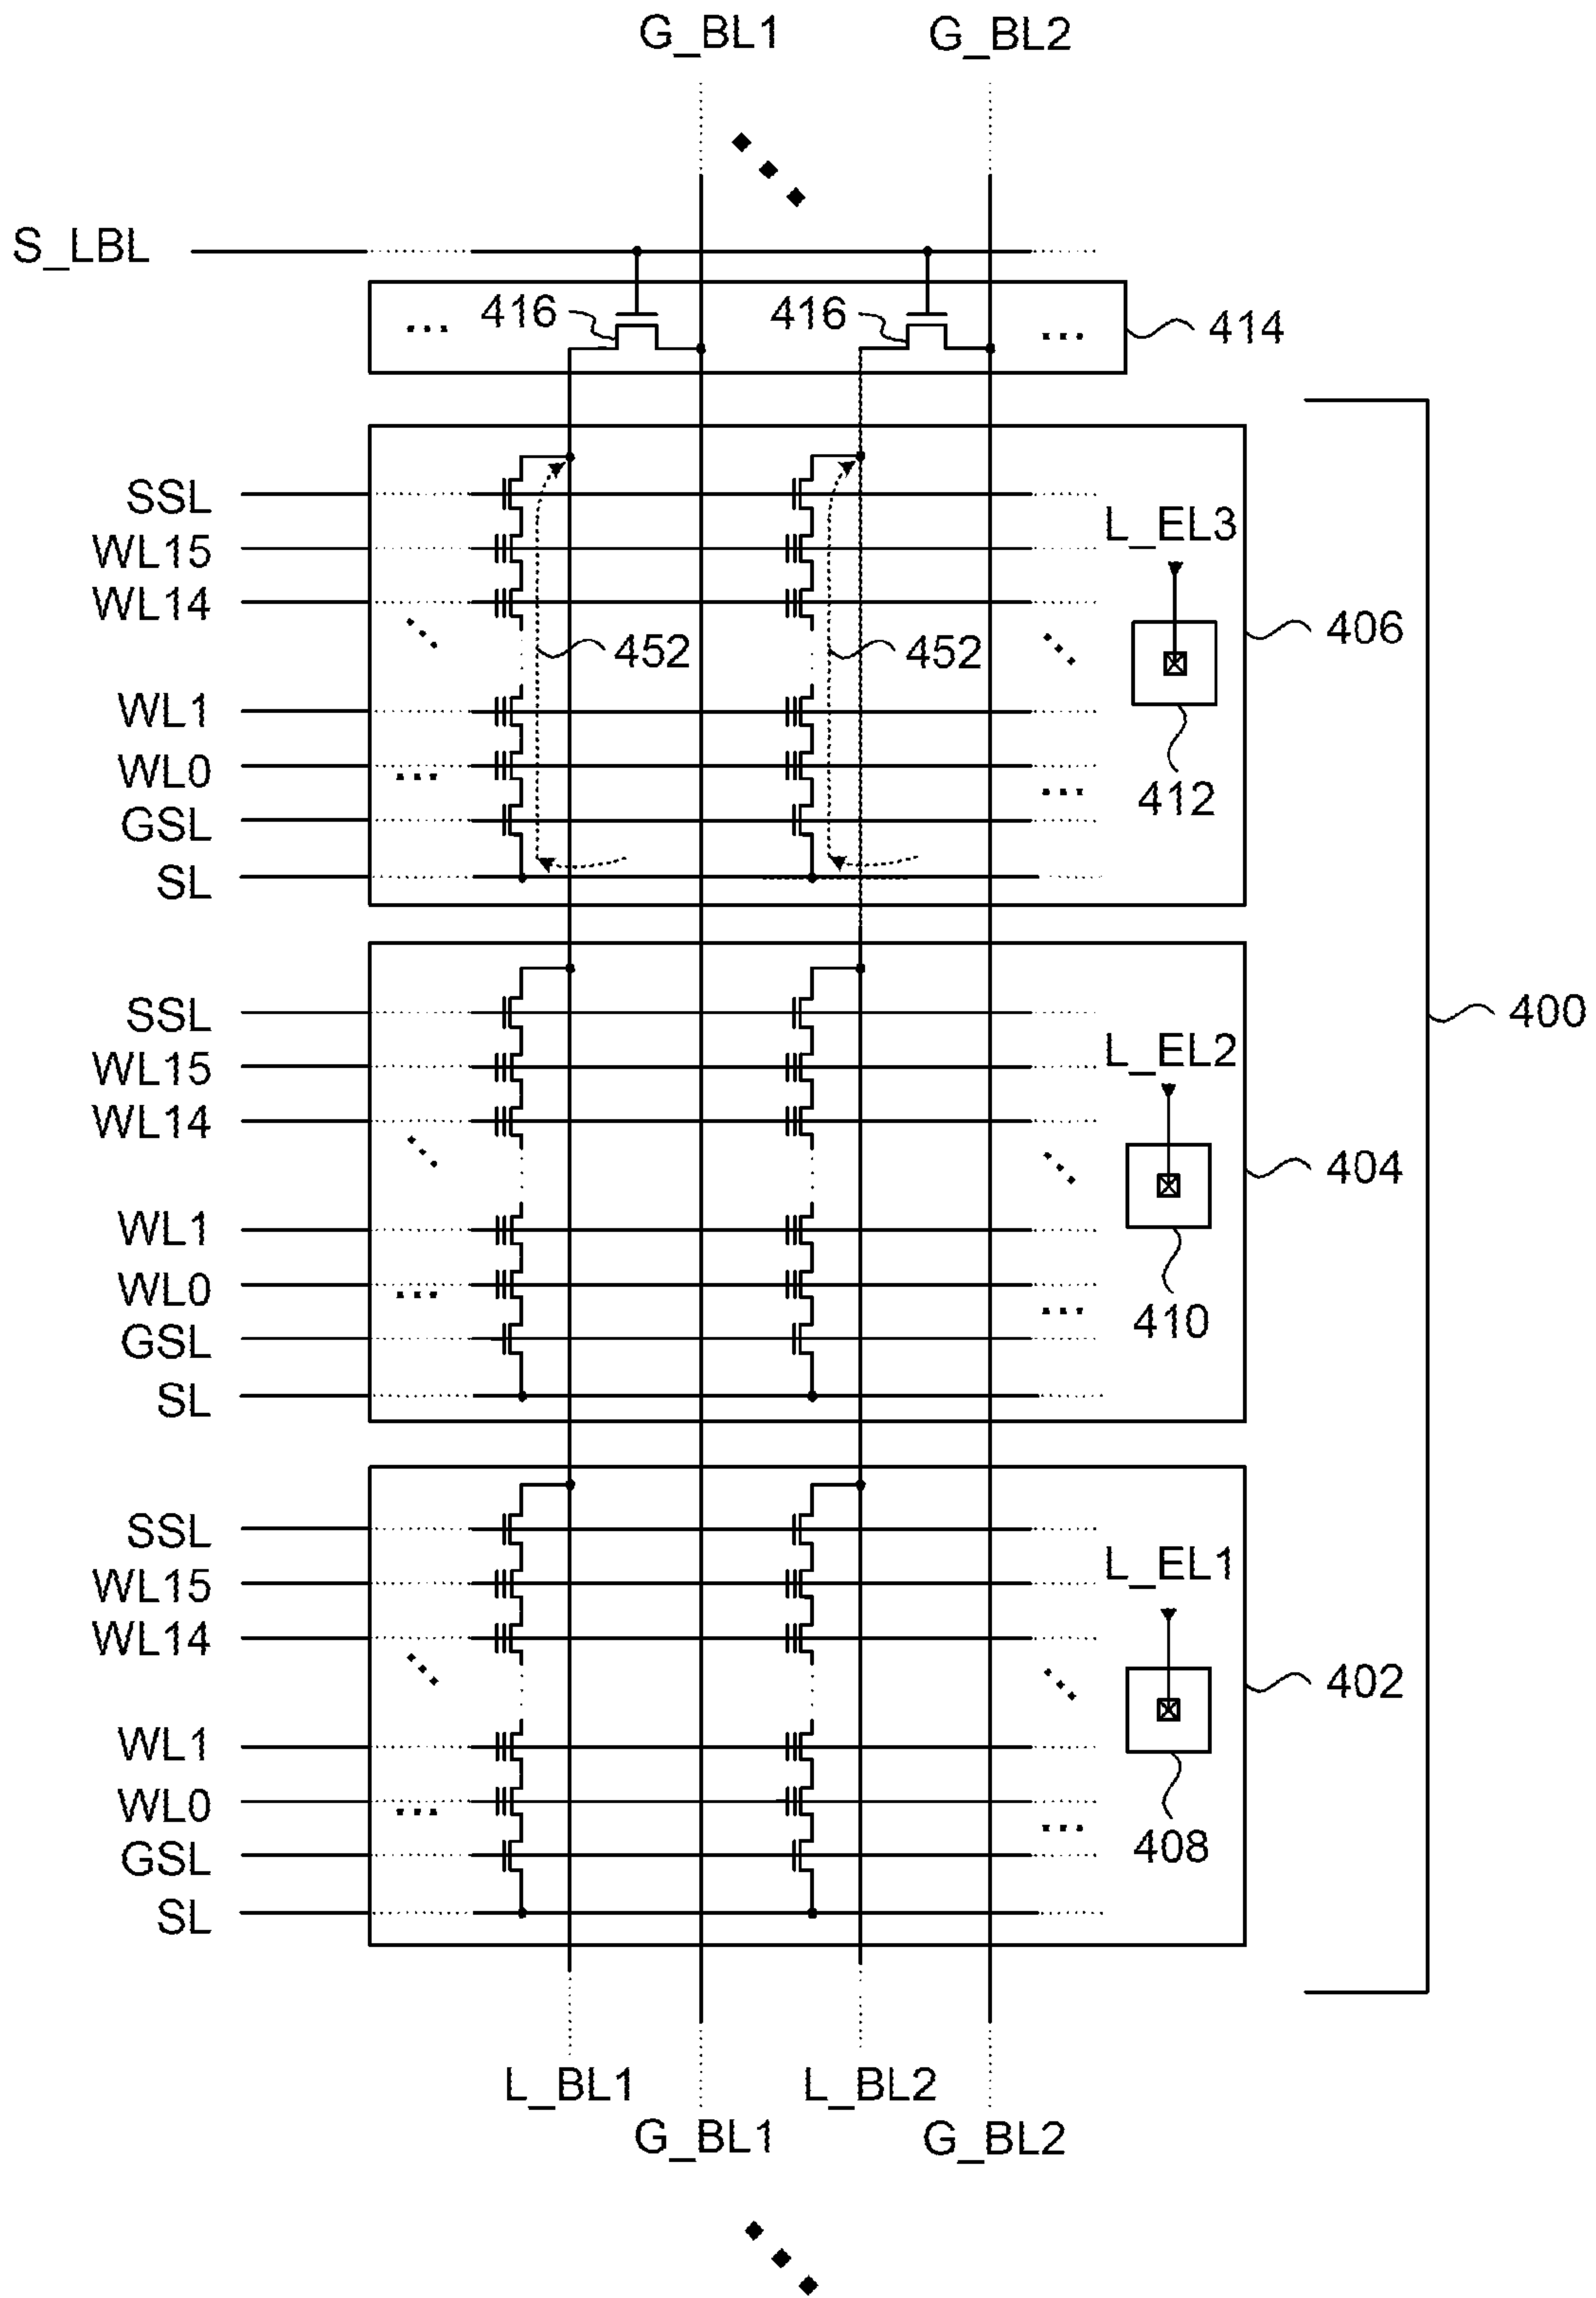 G_BL1 G_BL2
S_LBL
416 416 414
SSL
L_EL3
WL15
WL14
406
452 452
WL1
WL0
412
GSL
SL
SSL
400
L_EL2
WL15
WL14
404
WL1
WL0
410
GSL
SL
SSL
L_EL1
WL15
WL14
402
WL1
WL0
408
GSL
SL
L_BL1 L_BL2
G_BL1 G_BL2